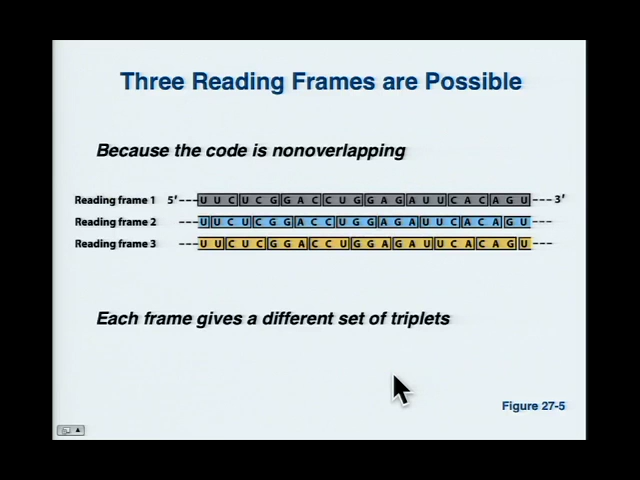 Three Reading Frames are Possible
Because the code is nonoverlapping
Reading frame 1 5′---U U C U C G G A C C U G G A G A U U C A C A G U---3′
Reading frame 2 ---U U C U C G G A C C U G G A G A U U C A C A G U---
Reading frame 3 ---U U C U C G G A C C U G G A G A U U C A C A G U---
Each frame gives a different set of triplets
Figure 27-5